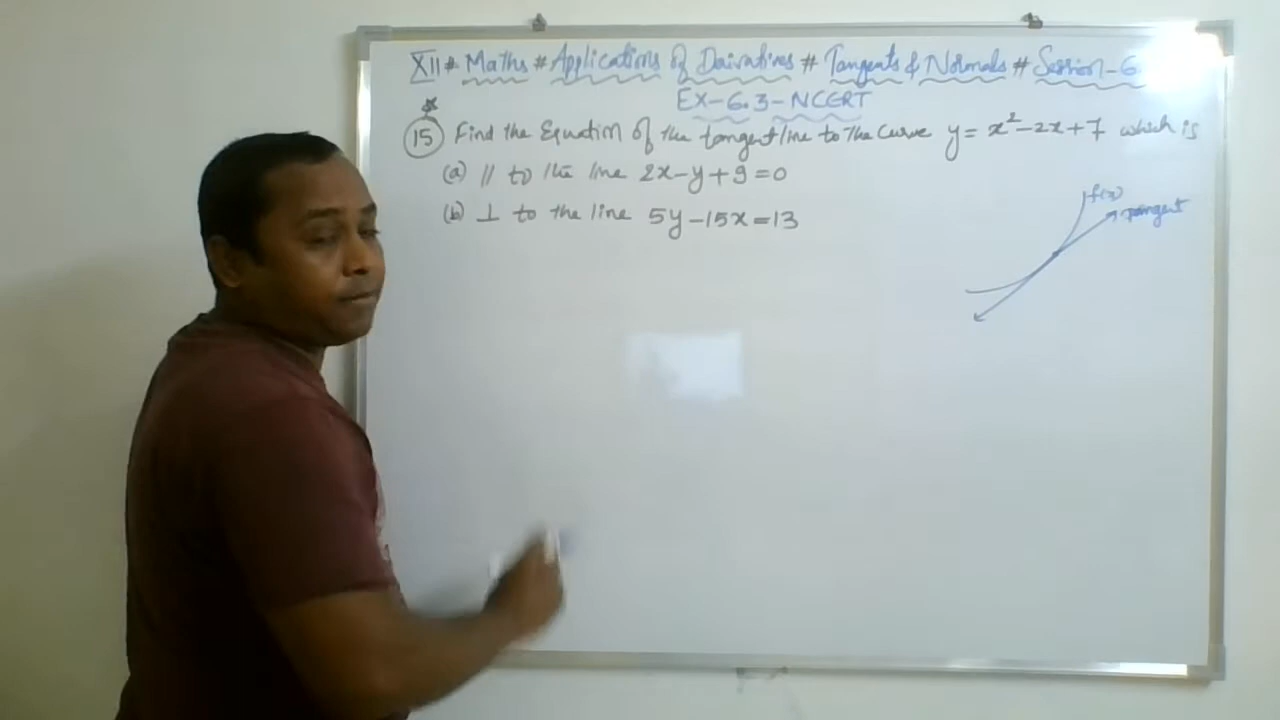 XII # Maths # Applications of Dairatives # Tangents & Normals # Session-6
Ex-6.3-NCERT
15 Find the Equation of the tangent line to the curve y = x²-2x+7 which is
(a) // to the line 2x-y+9=0
(b) ⊥ to the line 5y-15x=13
f(x)
tangent